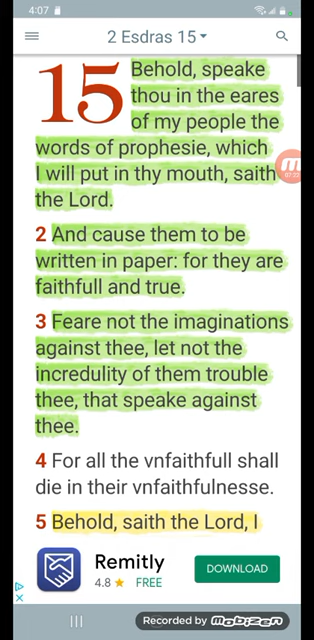 4:07
2 Esdras 15
15 Behold, speake
thou in the eares
of my people the
words of prophesie, which
I will put in thy mouth, saith
the Lord.
07:33
2 And cause them to be
written in paper: for they are
faithfull and true.
3 Feare not the imaginations
against thee, let not the
incredulity of them trouble
thee, that speake against
thee.
4 For all the vnfaithfull shall
die in their vnfaithfulnesse.
5 Behold, saith the Lord, I
Remitly
4.8 ★ FREE
DOWNLOAD
Recorded by mobizen